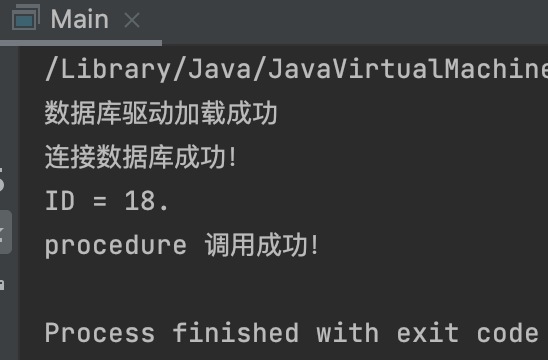 Main
/Library/Java/JavaVirtualMachine
数据库驱动加载成功
连接数据库成功!
ID = 18.
procedure 调用成功!
Process finished with exit code